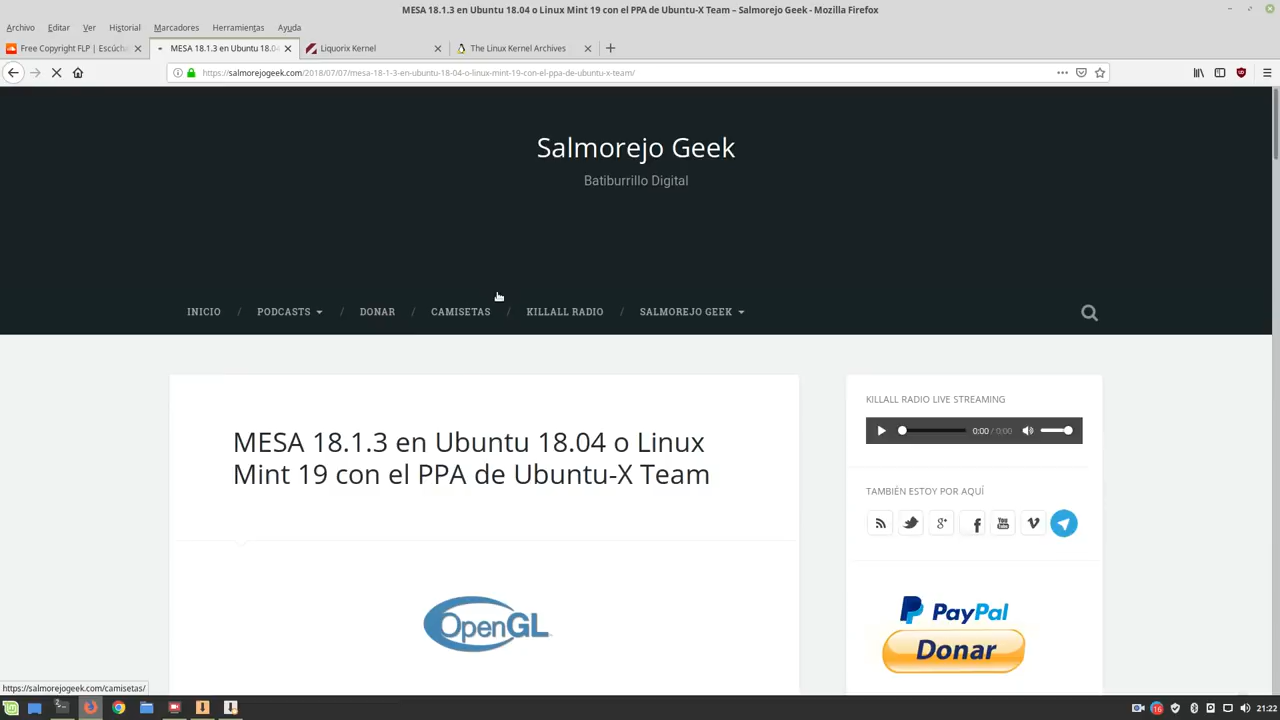 MESA 18.1.3 en Ubuntu 18.04 o Linux Mint 19 con el PPA de Ubuntu-X Team – Salmorejo Geek - Mozilla Firefox
Archivo Editar Ver Historial Marcadores Herramientas Ayuda
Free Copyright FLP | Escúcha
MESA 18.1.3 en Ubuntu 18.04
Liquorix Kernel
The Linux Kernel Archives
https://salmorejogeek.com/2018/07/07/mesa-18-1-3-en-ubuntu-18-04-o-linux-mint-19-con-el-ppa-de-ubuntu-x-team/
Salmorejo Geek
Batiburrillo Digital
INICIO / PODCASTS / DONAR / CAMISETAS / KILLALL RADIO / SALMOREJO GEEK
MESA 18.1.3 en Ubuntu 18.04 o Linux
Mint 19 con el PPA de Ubuntu-X Team
OpenGL
KILLALL RADIO LIVE STREAMING
0:00 / 0:00
TAMBIÉN ESTOY POR AQUÍ
You Tube
PayPal
Donar
https://salmorejogeek.com/camisetas/
16
21:22